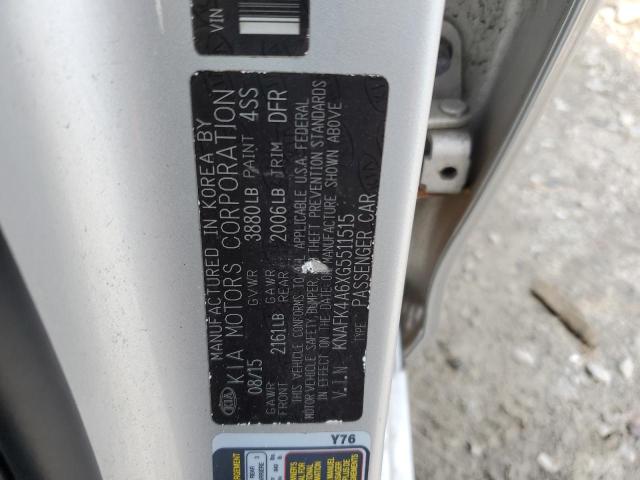 VIN
MANUFACTURED IN KOREA BY
KIA KIA MOTORS CORPORATION
08/15 GVWR 3880LB PAINT 4SS
GAWR FRONT 2161LB GAWR REAR 2006LB TRIM DFR
THIS VEHICLE CONFORMS TO ALL APPLICABLE U.S.A. FEDERAL
MOTOR VEHICLE SAFETY, BUMPER, THEFT PREVENTION STANDARDS
IN EFFECT ON THE DATE OF MANUFACTURE SHOWN ABOVE
V.I.N KNAFK4A6XG5511515
TYPE PASSENGER CAR
Y76
REAR 3